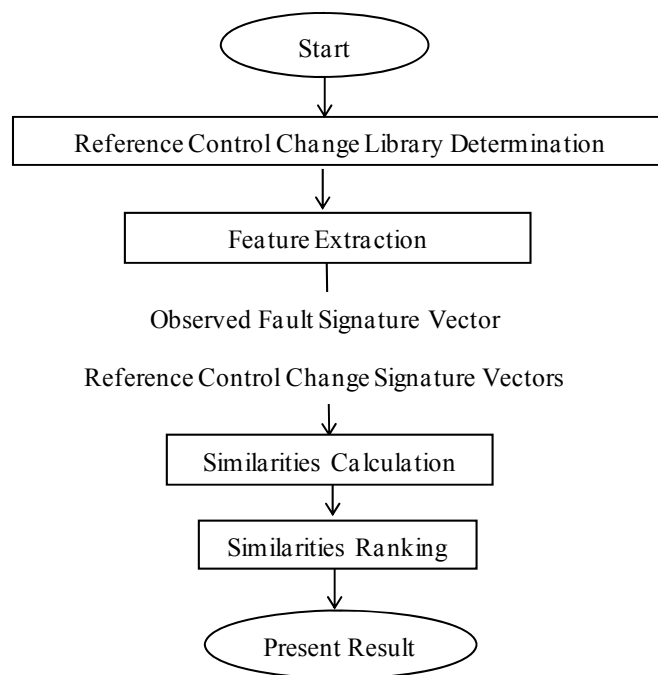 Start
Reference Control Change Library Determination
Feature Extraction
Observed Fault Signature Vector
Reference Control Change Signature Vectors
Similarities Calculation
Similarities Ranking
Present Result